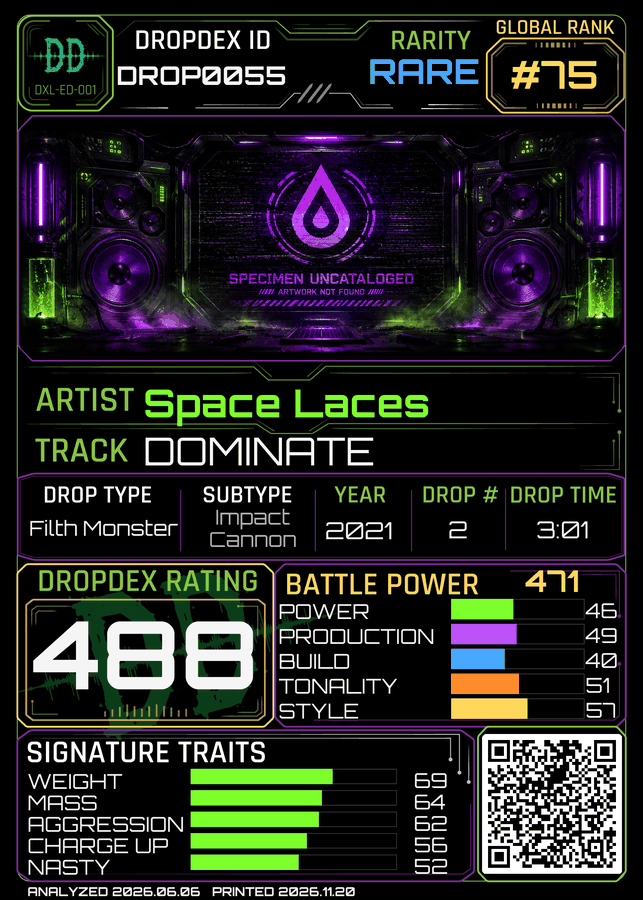 DD
DXL-ED-001
DROPDEX ID
DROP0055
RARITY
RARE
GLOBAL RANK
#75
SPECIMEN UNCATALOGED
ARTWORK NOT FOUND
ARTIST Space Laces
TRACK DOMINATE
DROP TYPE
Filth Monster
SUBTYPE
Impact
Cannon
YEAR
2021
DROP #
2
DROP TIME
3:01
DROPDEX RATING
488
BATTLE POWER 471
POWER 46
PRODUCTION 49
BUILD 40
TONALITY 51
STYLE 57
SIGNATURE TRAITS
WEIGHT 69
MASS 64
AGGRESSION 62
CHARGE UP 56
NASTY 52
ANALYZED 2026.06.06 PRINTED 2026.11.20